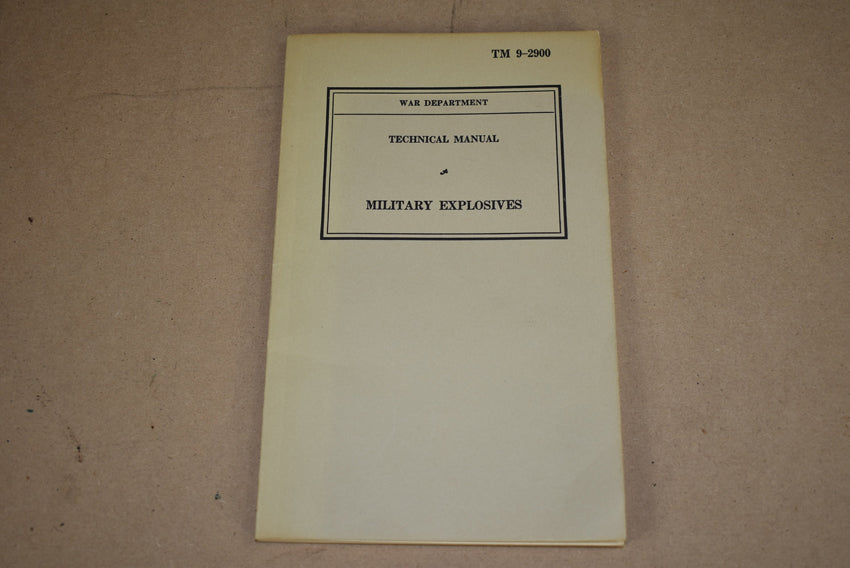 TM 9-2900
WAR DEPARTMENT
TECHNICAL MANUAL
MILITARY EXPLOSIVES